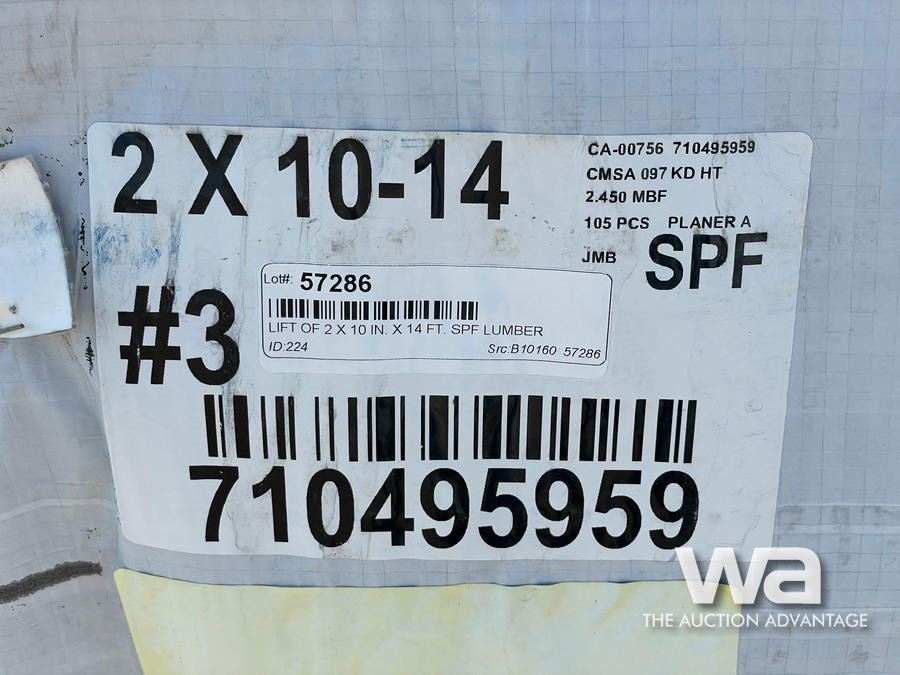 2 X 10-14
CA-00756 710495959
CMSA 097 KD HT
2.450 MBF
105 PCS PLANER A
JMB SPF
#3
Lot#: 57286
LIFT OF 2 X 10 IN. X 14 FT. SPF LUMBER
ID:224 Src:B10160 57286
710495959
wa
THE AUCTION ADVANTAGE